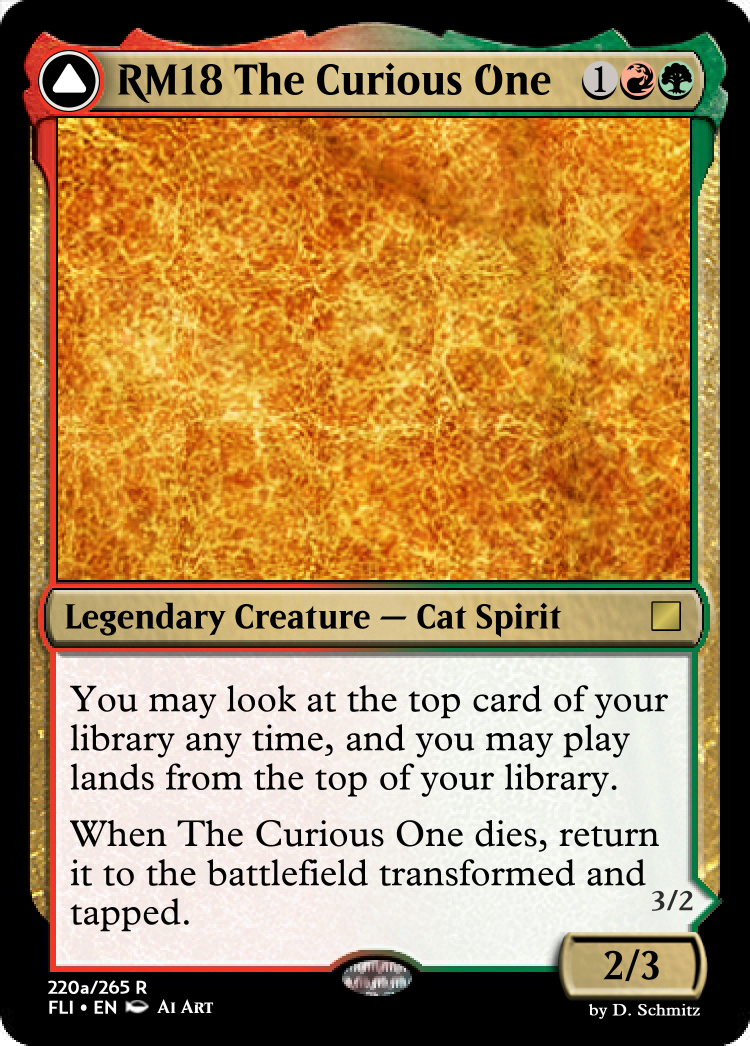 RM18 The Curious One 1
Legendary Creature — Cat Spirit
You may look at the top card of your
library any time, and you may play
lands from the top of your library.
When The Curious One dies, return
it to the battlefield transformed and
tapped.
3/2
2/3
220a/265 R
FLI • EN AI ART
by D. Schmitz